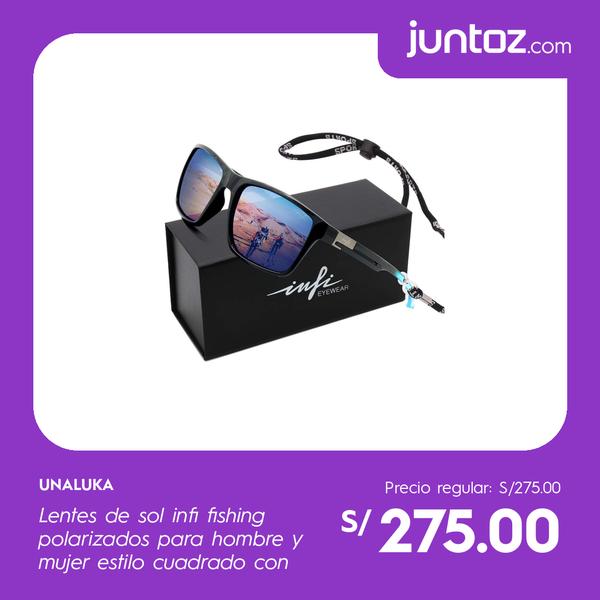 juntoz.com
SPORT
infi
EYEWEAR
UNALUKA
Lentes de sol infi fishing
polarizados para hombre y
mujer estilo cuadrado con
Precio regular: S/275.00
S/ 275.00